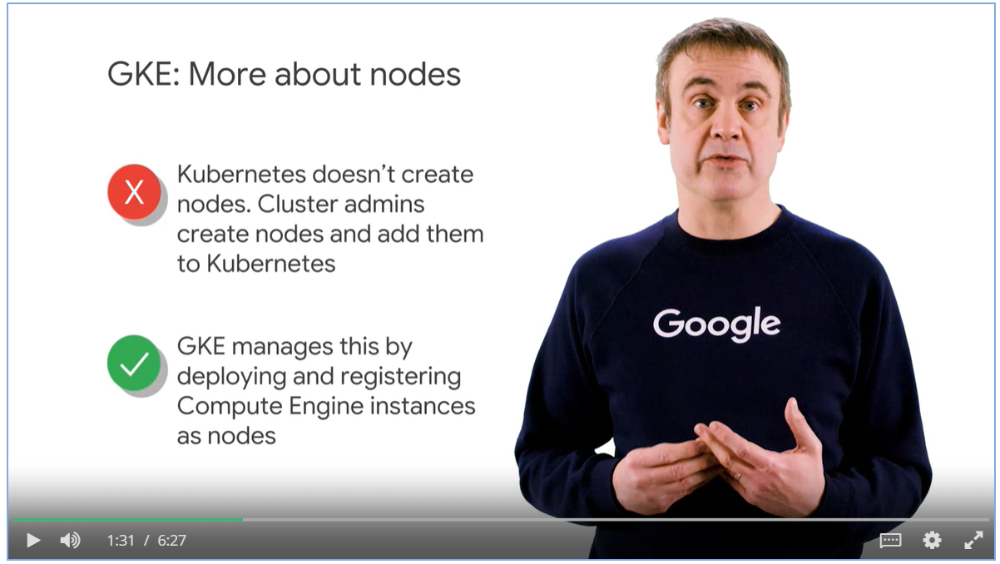 GKE: More about nodes
X
Kubernetes doesn’t create
nodes. Cluster admins
create nodes and add them
to Kubernetes
GKE manages this by
deploying and registering
Compute Engine instances
as nodes
Google
1:31 / 6:27